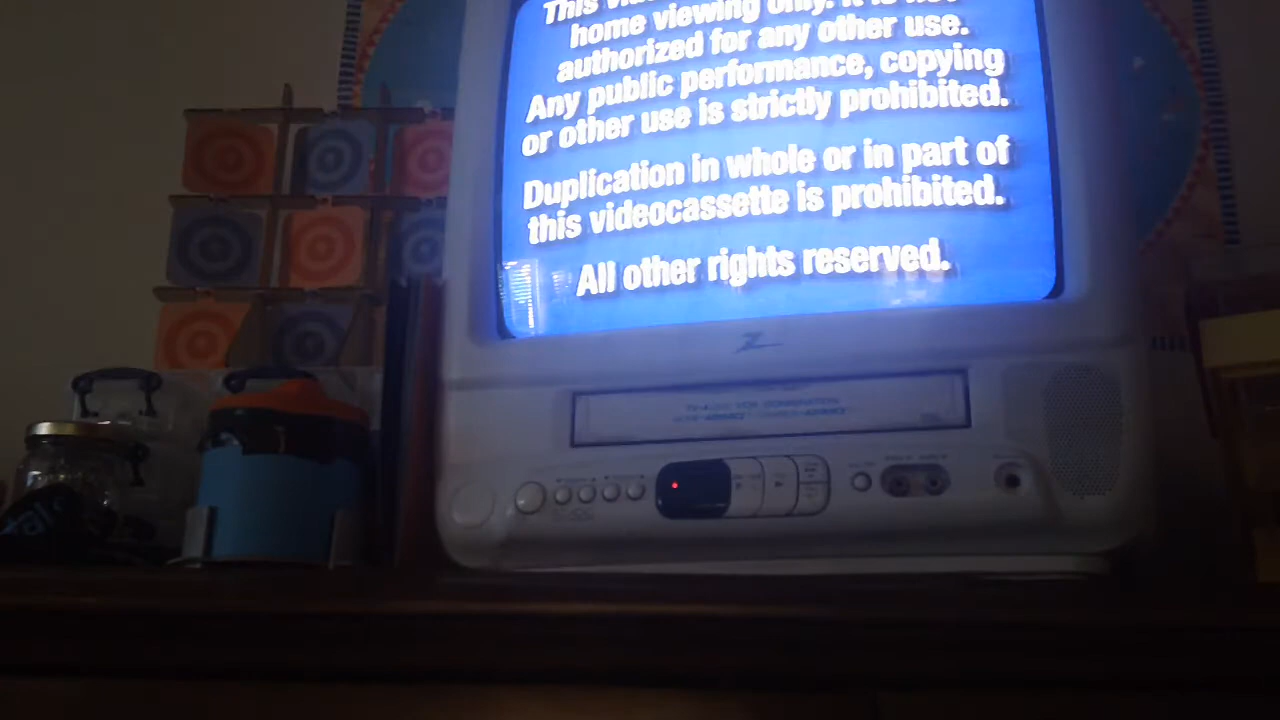 This
home viewing only. It is not
authorized for any other use.
Any public performance, copying
or other use is strictly prohibited.
Duplication in whole or in part of
this videocassette is prohibited.
All other rights reserved.
Z